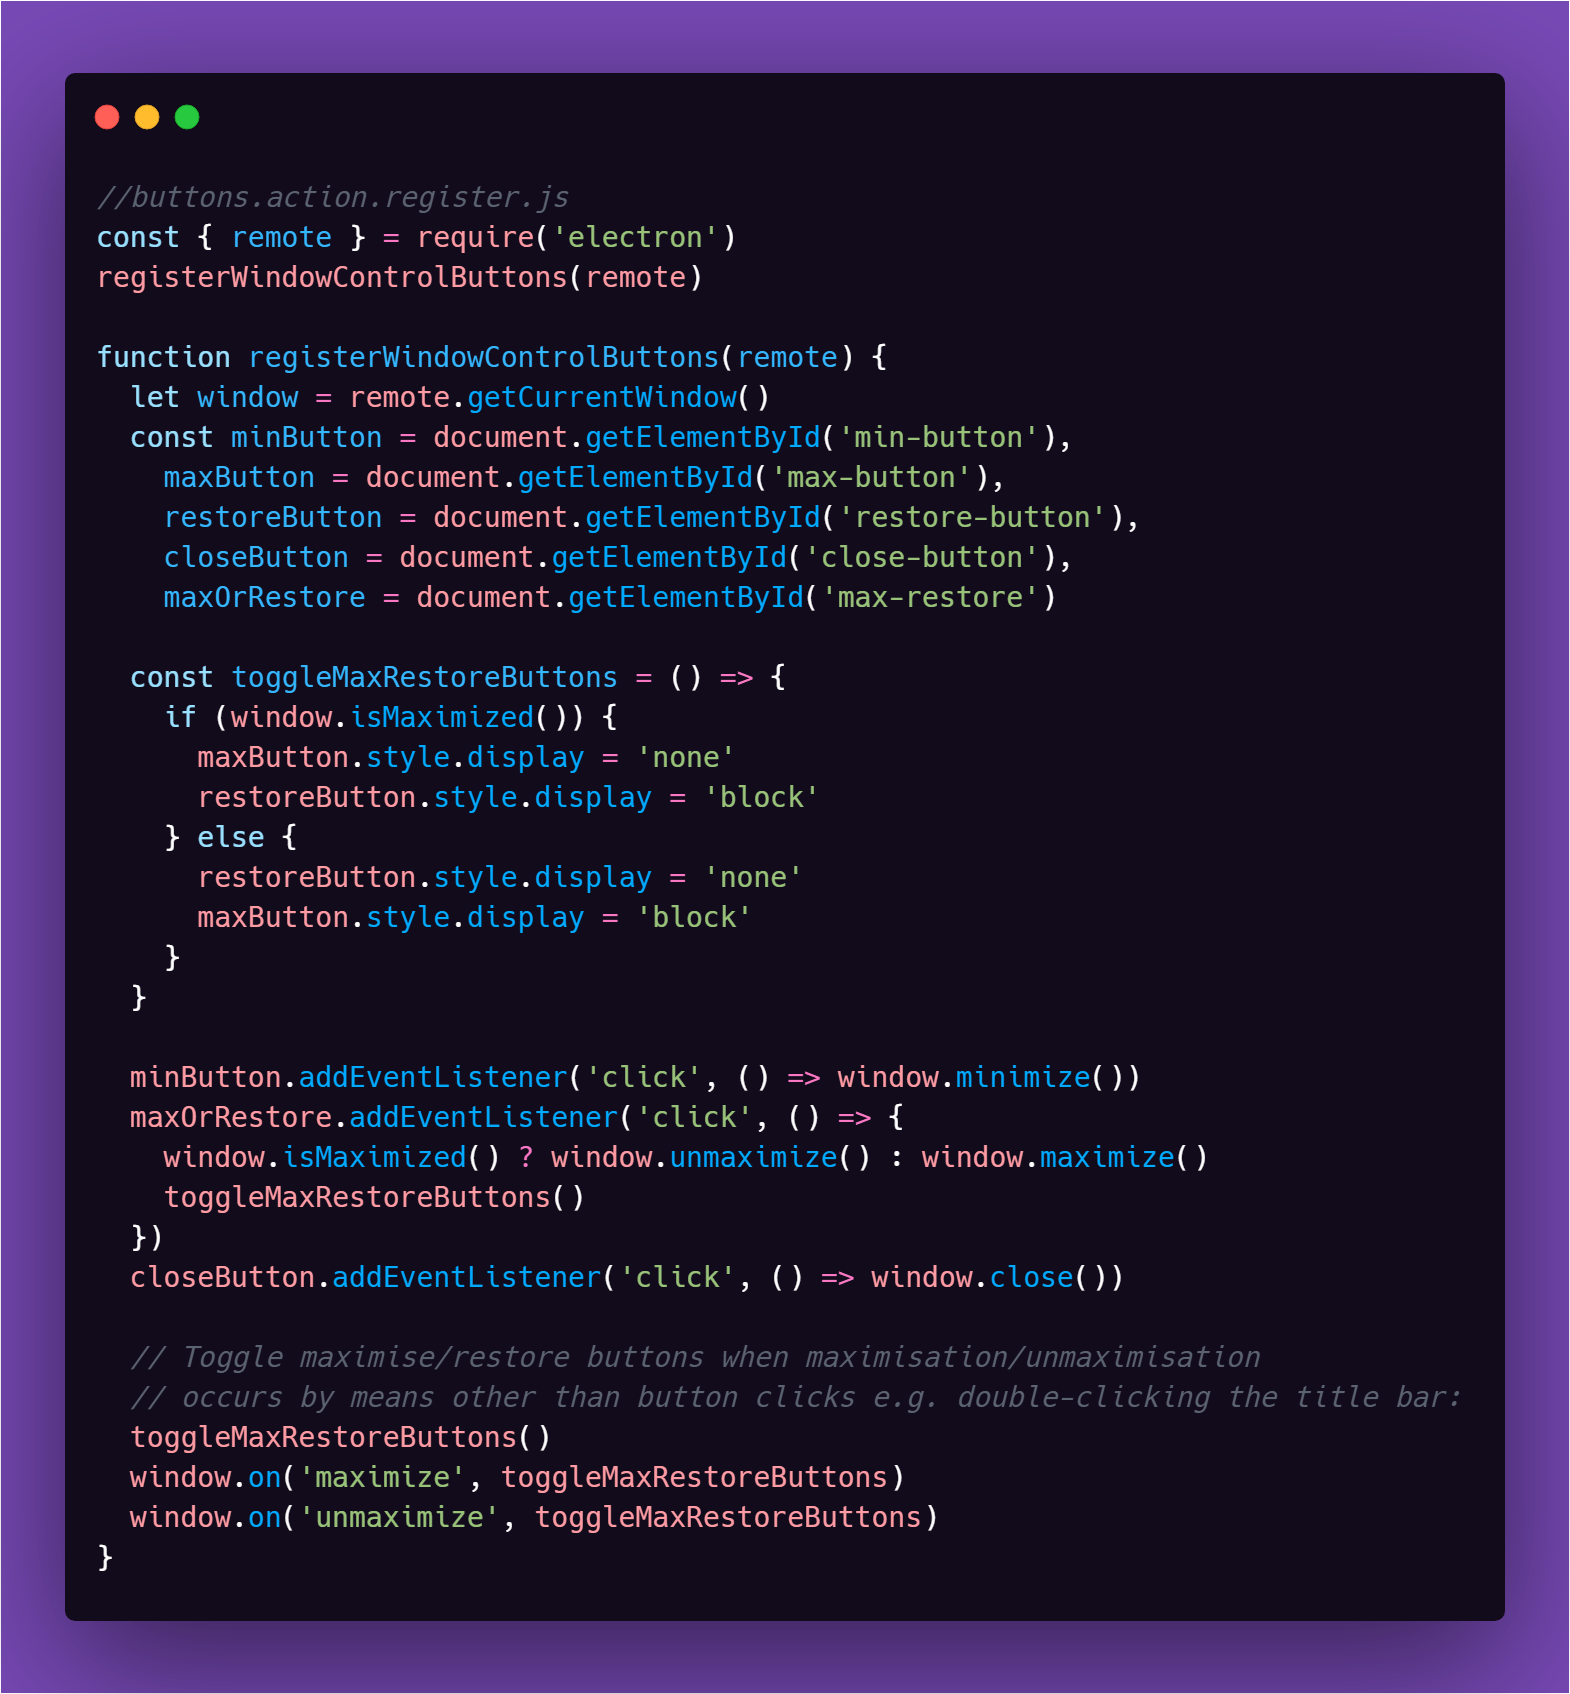 //buttons.action.register.js
const { remote } = require('electron')
registerWindowControlButtons(remote)

function registerWindowControlButtons(remote) {
  let window = remote.getCurrentWindow()
  const minButton = document.getElementById('min-button'),
    maxButton = document.getElementById('max-button'),
    restoreButton = document.getElementById('restore-button'),
    closeButton = document.getElementById('close-button'),
    maxOrRestore = document.getElementById('max-restore')

  const toggleMaxRestoreButtons = () => {
    if (window.isMaximized()) {
      maxButton.style.display = 'none'
      restoreButton.style.display = 'block'
    } else {
      restoreButton.style.display = 'none'
      maxButton.style.display = 'block'
    }
  }

  minButton.addEventListener('click', () => window.minimize())
  maxOrRestore.addEventListener('click', () => {
    window.isMaximized() ? window.unmaximize() : window.maximize()
    toggleMaxRestoreButtons()
  })
  closeButton.addEventListener('click', () => window.close())

  // Toggle maximise/restore buttons when maximisation/unmaximisation
  // occurs by means other than button clicks e.g. double-clicking the title bar:
  toggleMaxRestoreButtons()
  window.on('maximize', toggleMaxRestoreButtons)
  window.on('unmaximize', toggleMaxRestoreButtons)
}